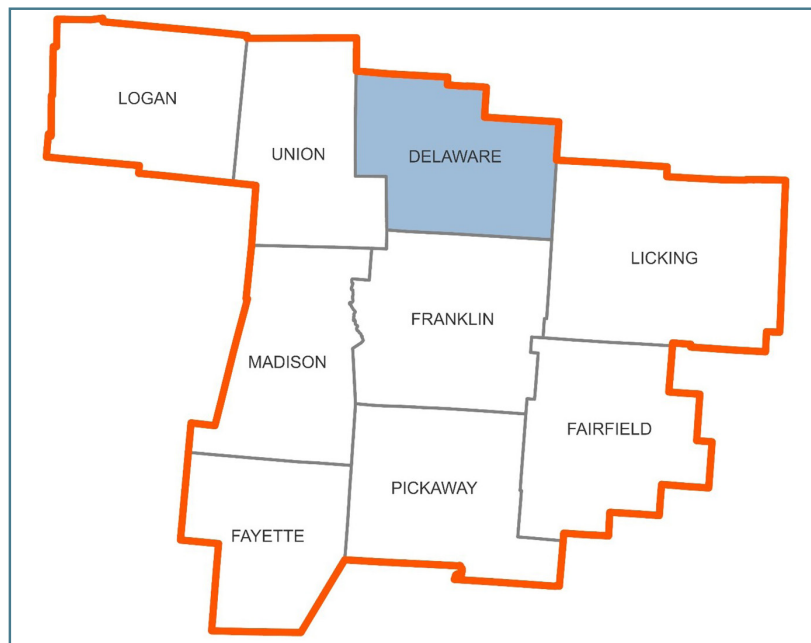 LOGAN
UNION
DELAWARE
LICKING
FRANKLIN
MADISON
FAIRFIELD
PICKAWAY
FAYETTE